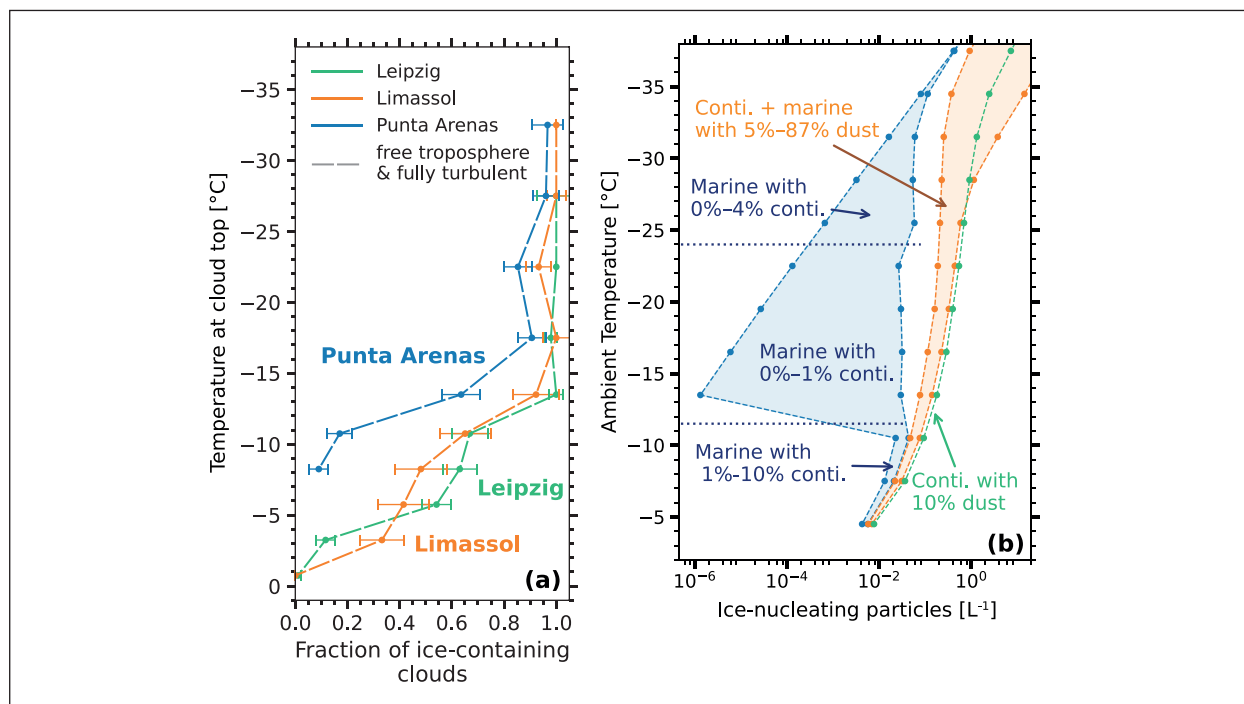 Leipzig
Limassol
Punta Arenas
free troposphere
& fully turbulent
−35
−30
−25
−20
−15
−10
−5
0
Temperature at cloud top [°C]
Punta Arenas
Leipzig
Limassol
(a)
0.0 0.2 0.4 0.6 0.8 1.0
Fraction of ice-containing
clouds
−35
−30
−25
−20
−15
−10
−5
Ambient Temperature [°C]
Conti. + marine
with 5%–87% dust
Marine with
0%–4% conti.
Marine with
0%–1% conti.
Marine with
1%-10% conti.
Conti. with
10% dust
(b)
10⁻⁶ 10⁻⁴ 10⁻² 10⁰
Ice-nucleating particles [L⁻¹]